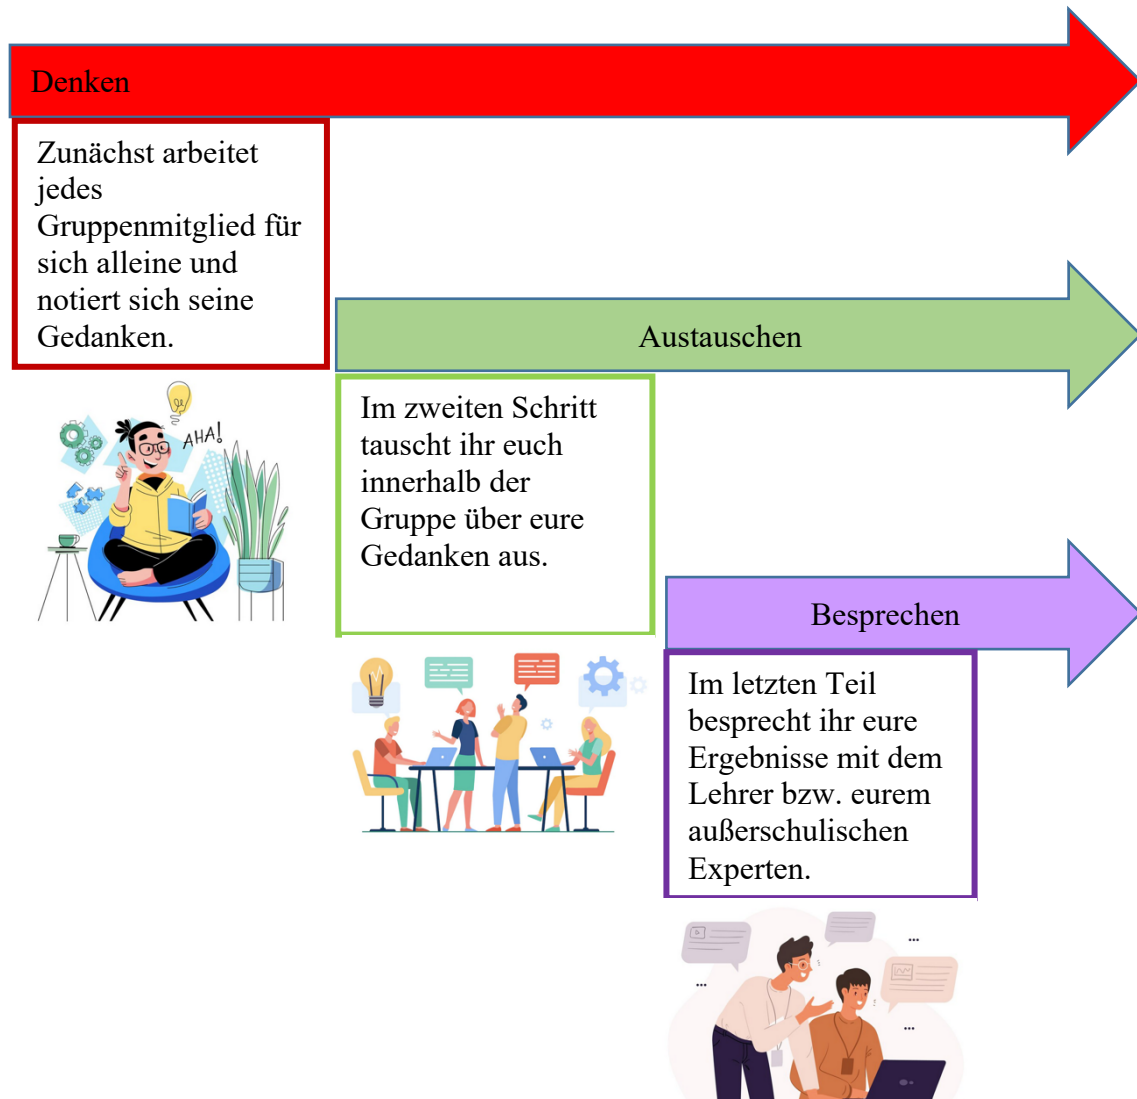 Denken
Zunächst arbeitet
jedes
Gruppenmitglied für
sich alleine und
notiert sich seine
Gedanken.
AHA!
Austauschen
Im zweiten Schritt
tauscht ihr euch
innerhalb der
Gruppe über eure
Gedanken aus.
Besprechen
Im letzten Teil
besprecht ihr eure
Ergebnisse mit dem
Lehrer bzw. eurem
außerschulischen
Experten.